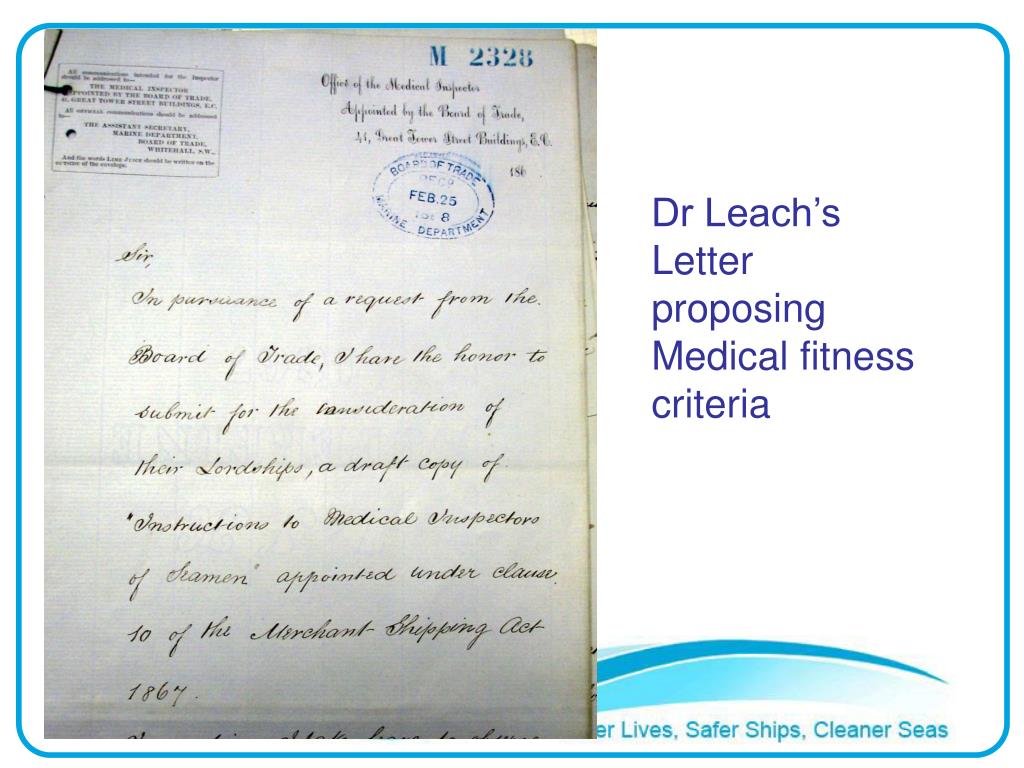 M 2328
All communications intended for the Inspector
should be addressed to—
THE MEDICAL INSPECTOR
APPOINTED BY THE BOARD OF TRADE,
GREAT TOWER STREET BUILDINGS, E.C.
All OFFICIAL communications should be addressed
to—
THE ASSISTANT SECRETARY,
MARINE DEPARTMENT,
BOARD OF TRADE,
WHITEHALL, S.W.,
And the words LIME JUICE should be written on the
of the envelope.
Office of the Medical Inspector
Appointed by the Board of Trade,
41, Great Tower Street Buildings, E.C.
186
BOARD OF TRADE
RECD
FEB.25
MARINE DEPARTMENT
Sir,
In pursuance of a request from the
Board of Trade, I have the honor to
submit for the consideration of
their Lordships, a draft copy of
"Instructions to Medical Inspectors
of Seamen" appointed under clause
10 of the Merchant Shipping Act
1867.
Dr Leach’s
Letter
proposing
Medical fitness
criteria
er Lives, Safer Ships, Cleaner Seas